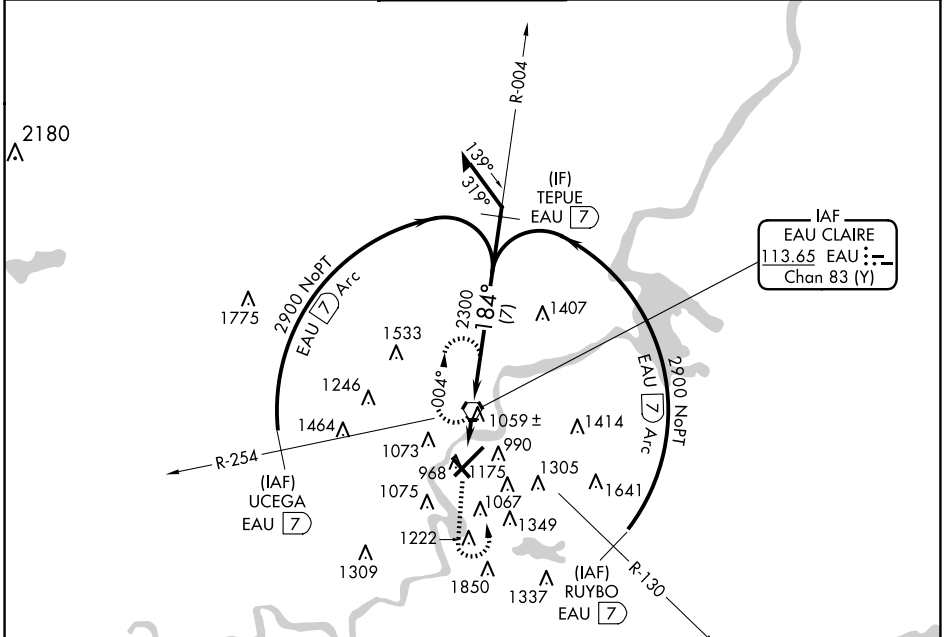 2180
R-004
139°
319°
(IF)
TEPUE
EAU 7
IAF
EAU CLAIRE
113.65 EAU
Chan 83 (Y)
2900 NoPT
EAU 7 Arc
1775
2300
184°
(7)
1407
1533
2900 NoPT
EAU 7 Arc
1246
004°
1464
1059 ±
1414
1073
990
R-254
968
1175
1305
1641
(IAF)
UCEGA
EAU 7
1075
1067
1349
1222
1309
1850
1337
(IAF)
RUYBO
EAU 7
R-130